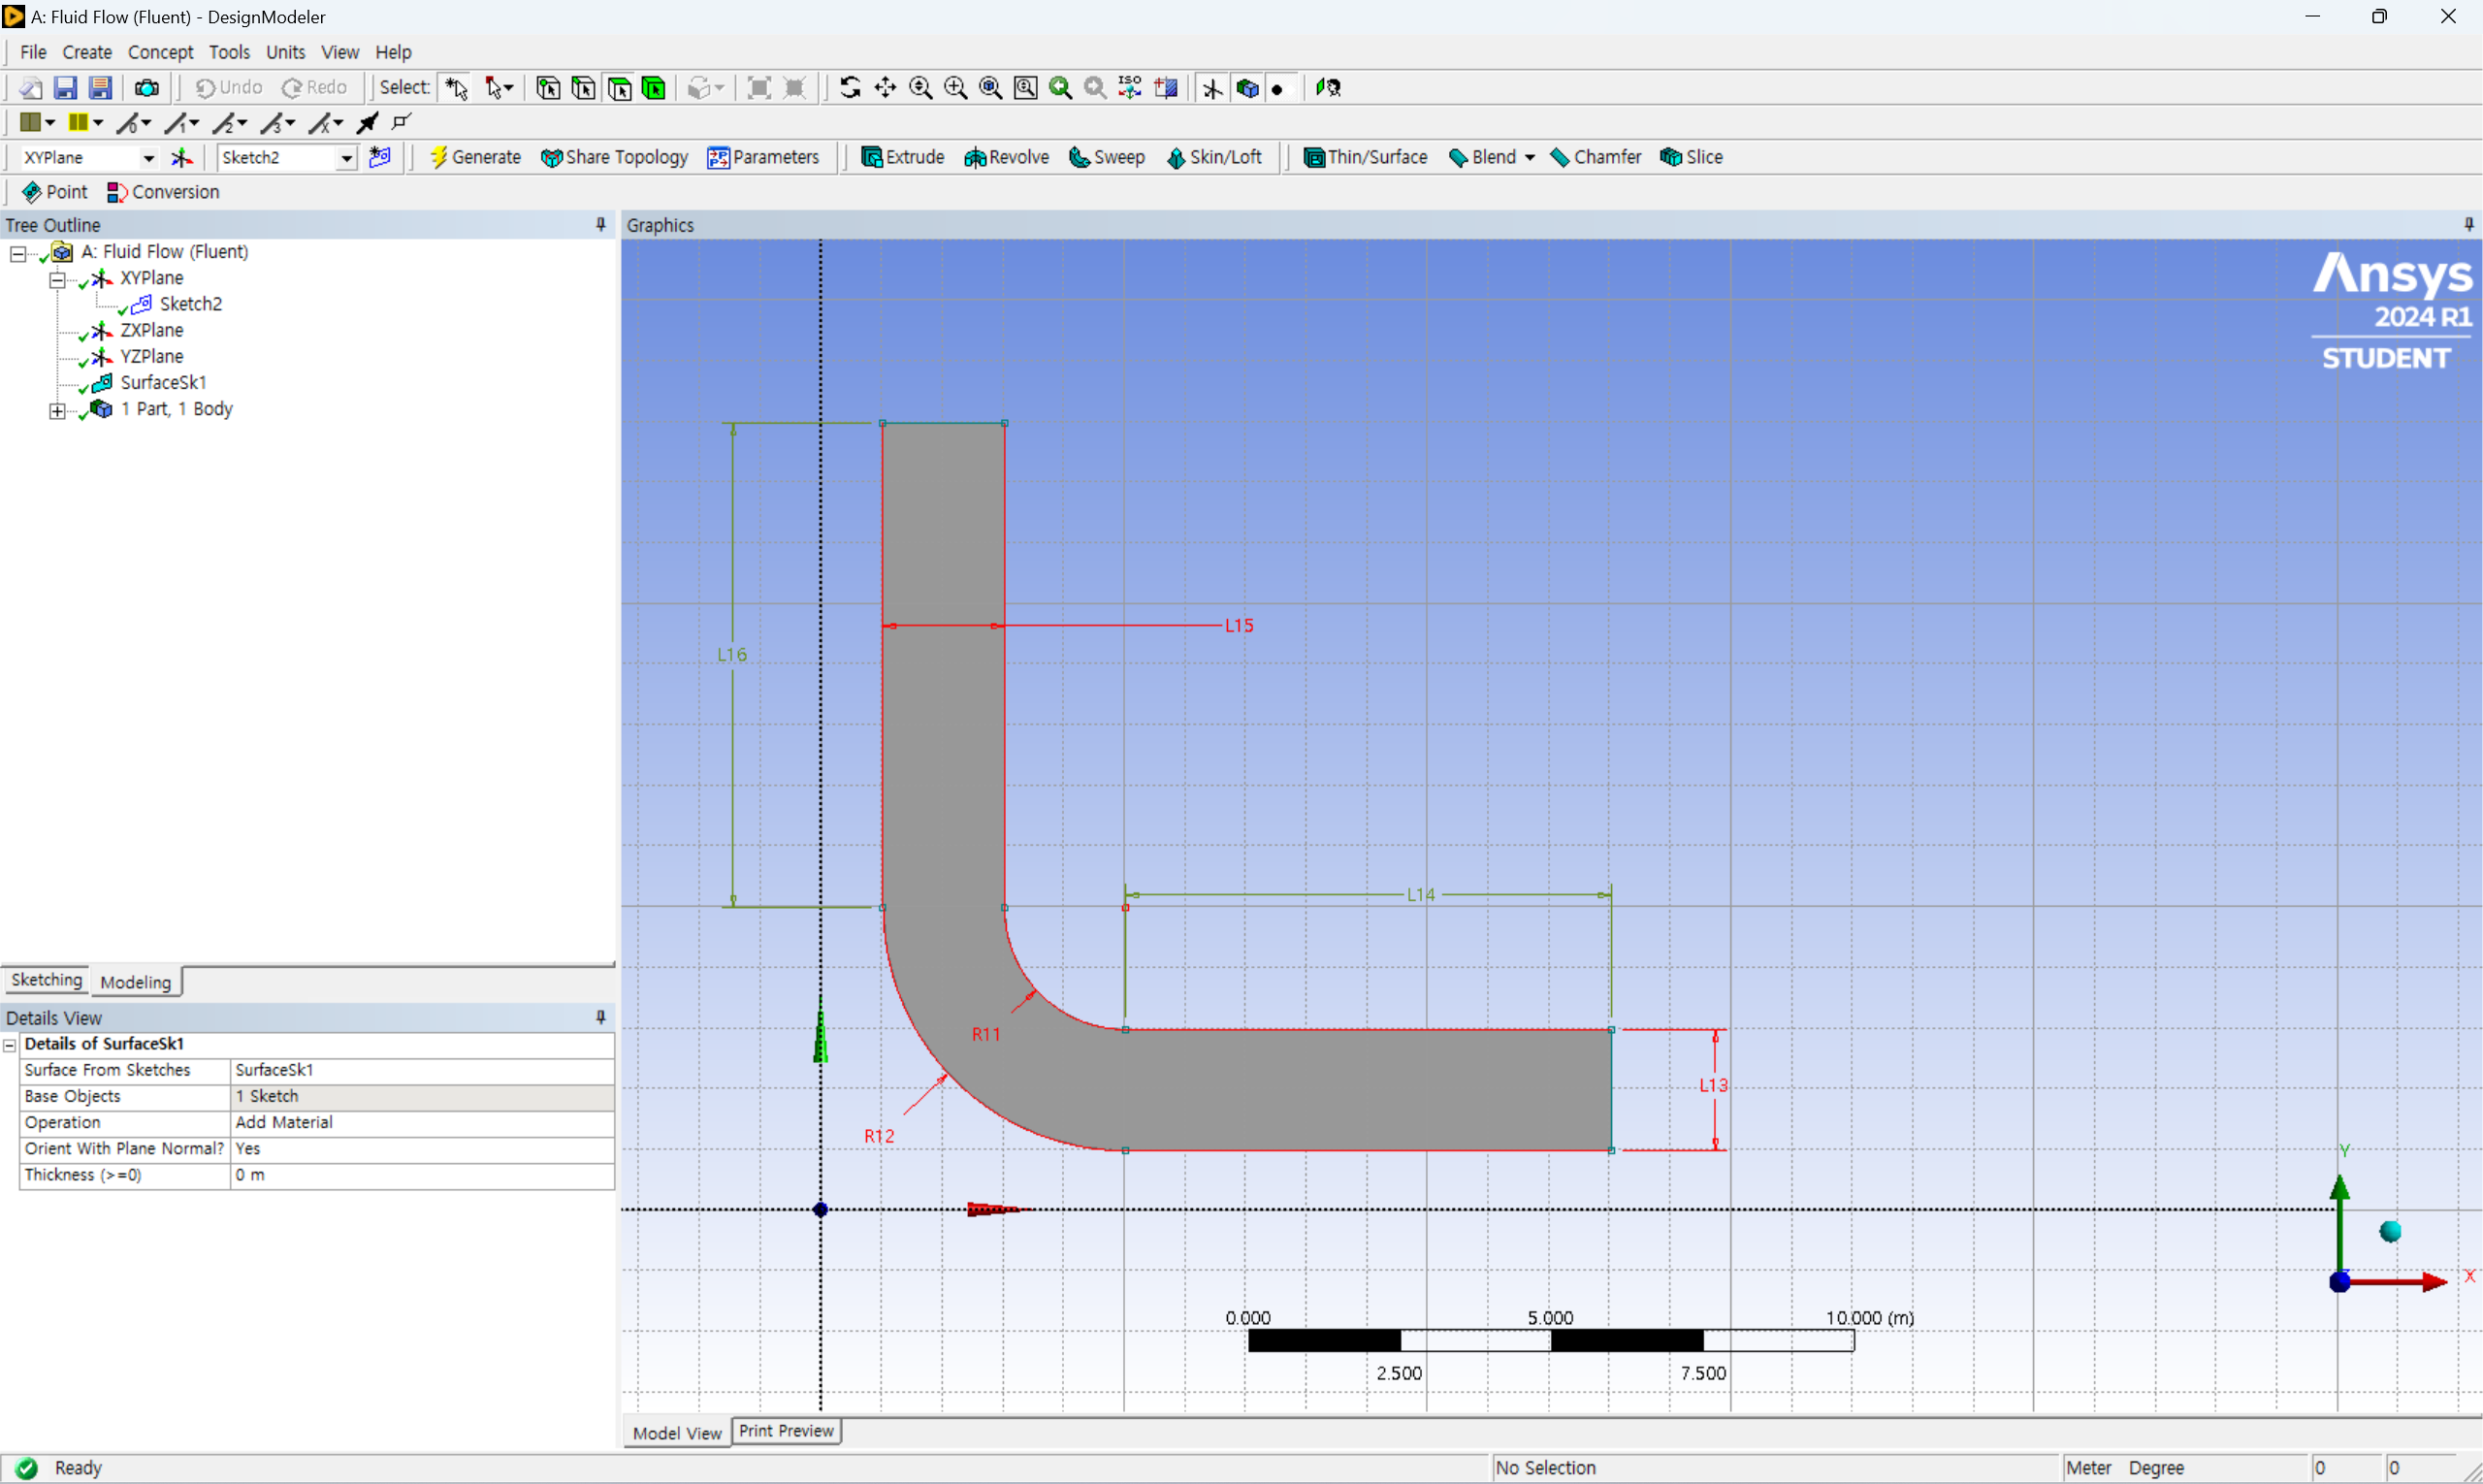 A: Fluid Flow (Fluent) - DesignModeler
File Create Concept Tools Units View Help
Undo Redo Select: ISO
XYPlane Sketch2 Generate Share Topology Parameters Extrude Revolve Sweep Skin/Loft Thin/Surface Blend Chamfer Slice
Point Conversion
Tree Outline
A: Fluid Flow (Fluent)
XYPlane
Sketch2
ZXPlane
YZPlane
SurfaceSk1
1 Part, 1 Body
Sketching Modeling
Details View
Details of SurfaceSk1
Surface From Sketches SurfaceSk1
Base Objects 1 Sketch
Operation Add Material
Orient With Plane Normal? Yes
Thickness (>=0) 0 m
Graphics
Ansys
2024 R1
STUDENT
L15
L16
L14
R11
L13
R12
Y
X
0.000 5.000 10.000 (m)
2.500 7.500
Model View Print Preview
Ready No Selection Meter Degree 0 0